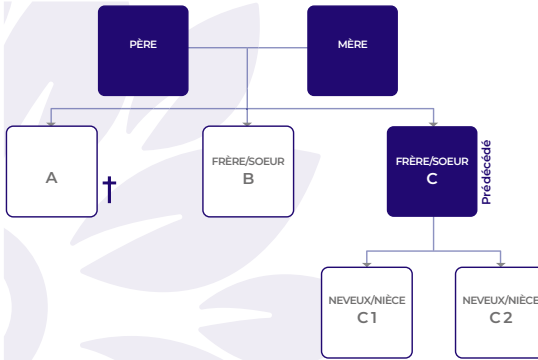 PÈRE
MÈRE
A
†
FRÈRE/SOEUR
B
FRÈRE/SOEUR
C
Prédécédé
NEVEUX/NIÈCE
C1
NEVEUX/NIÈCE
C2